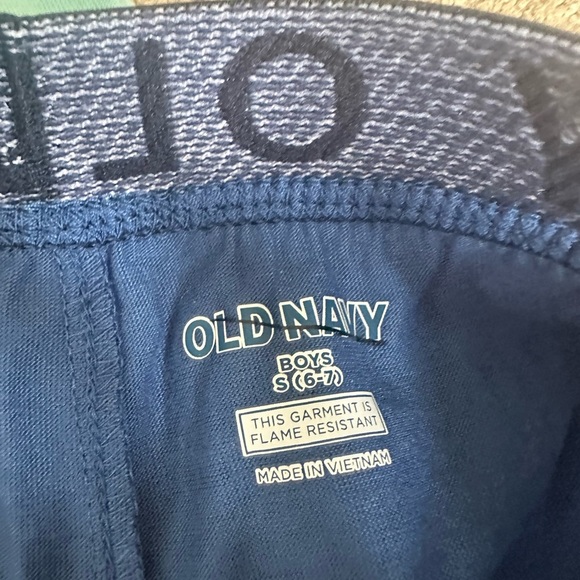 OLD NAVY
BOYS
S (6-7)
THIS GARMENT IS
FLAME RESISTANT
MADE IN VIETNAM